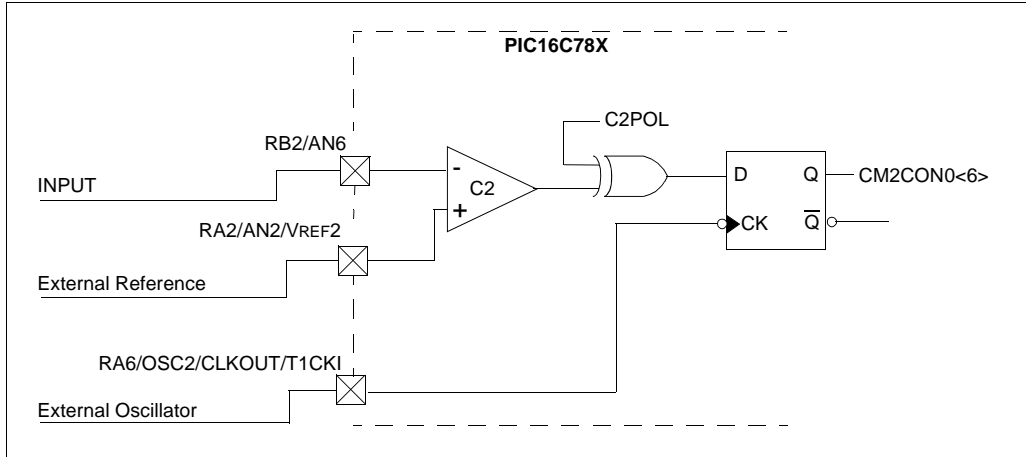 PIC16C78X
C2POL
RB2/AN6
INPUT
-
C2
+
D
Q
CM2CON0<6>
RA2/AN2/VREF2
CK
Q
External Reference
RA6/OSC2/CLKOUT/T1CKI
External Oscillator